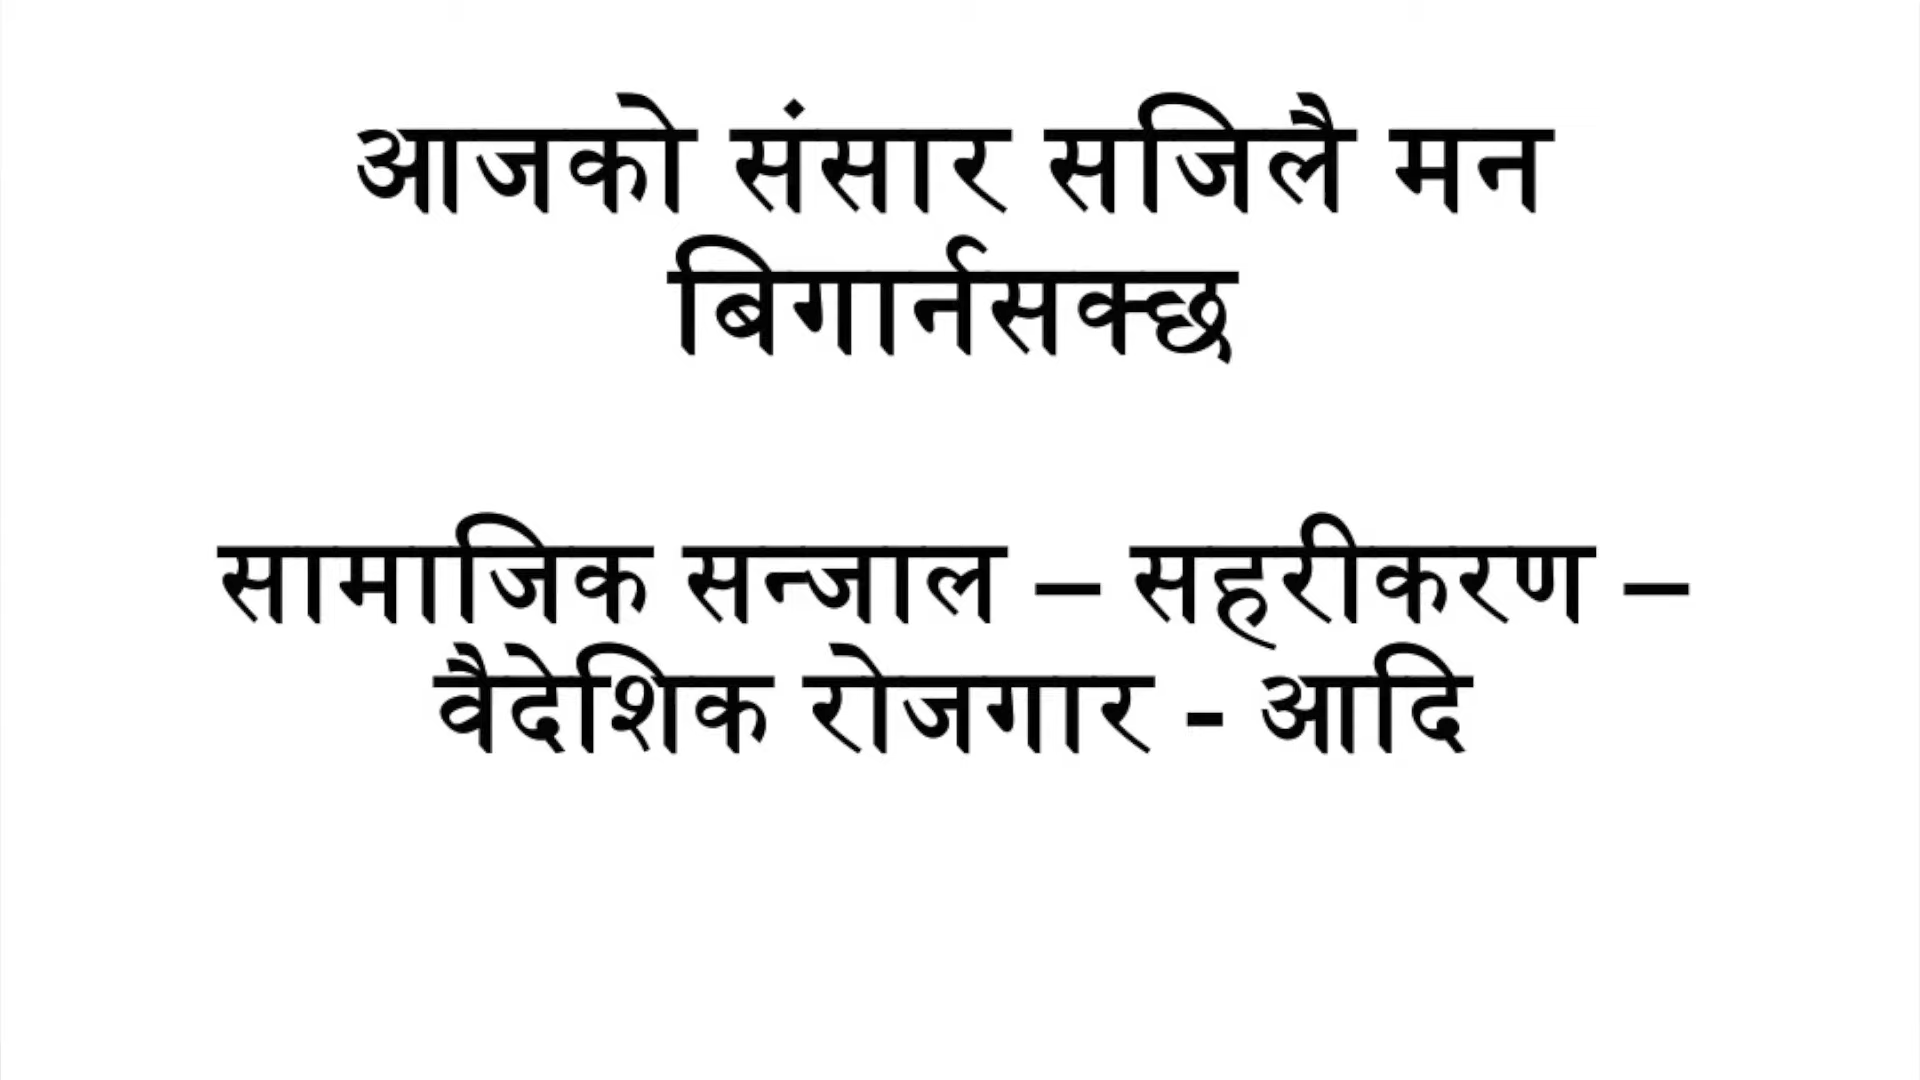 आजको संसार सजिलै मन
बिगार्नसक्छ
सामाजिक सन्जाल – सहरीकरण –
वैदेशिक रोजगार - आदि